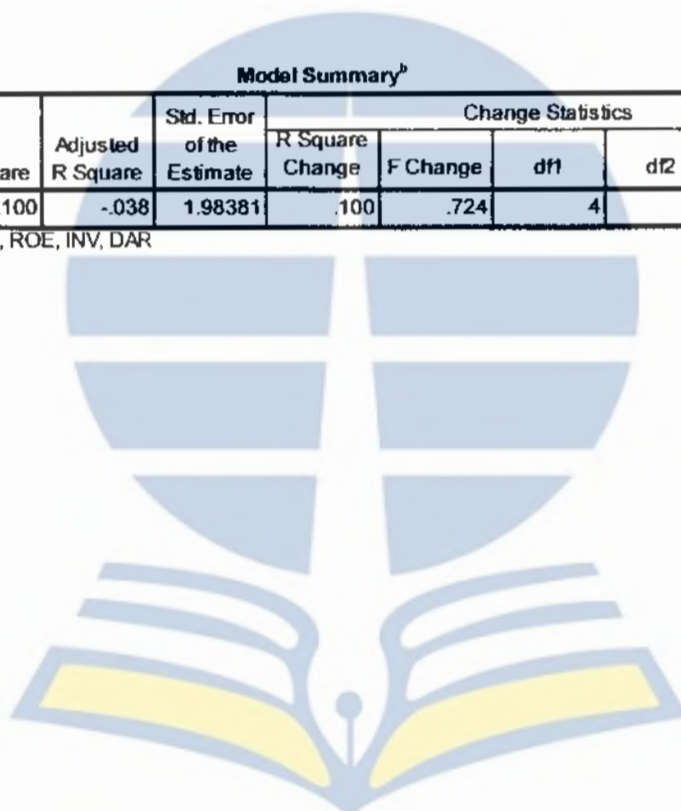 Model Summaryᵇ
are Adjusted R Square Std. Error of the Estimate Change Statistics
R Square Change F Change df1 df2
.100 -.038 1.98381 .100 .724 4
, ROE, INV, DAR